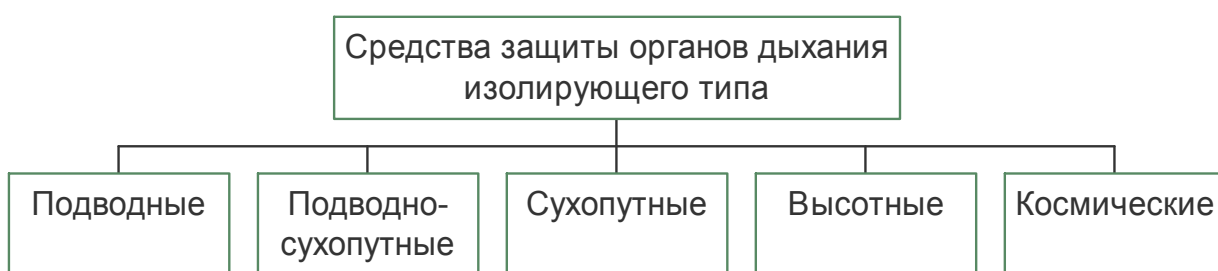 Средства защиты органов дыхания
изолирующего типа
Подводные
Подводно-
сухопутные
Сухопутные
Высотные
Космические